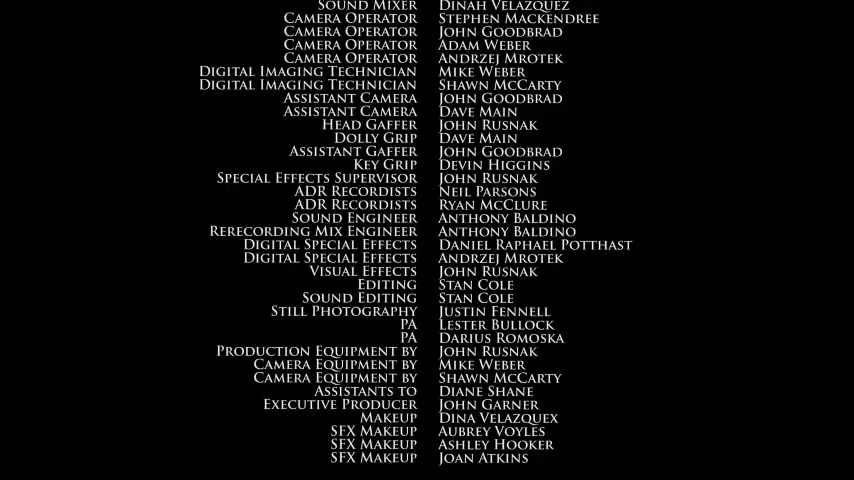 Sound Mixer Dinah Velazquez
Camera Operator Stephen Mackendree
Camera Operator John Goodbrad
Camera Operator Adam Weber
Camera Operator Andrzej Mrotek
Digital Imaging Technician Mike Weber
Digital Imaging Technician Shawn McCarty
Assistant Camera John Goodbrad
Assistant Camera Dave Main
Head Gaffer John Rusnak
Dolly Grip Dave Main
Assistant Gaffer John Goodbrad
Key Grip Devin Higgins
Special Effects Supervisor John Rusnak
ADR Recordists Neil Parsons
ADR Recordists Ryan McClure
Sound Engineer Anthony Baldino
Rerecording Mix Engineer Anthony Baldino
Digital Special Effects Daniel Raphael Potthast
Digital Special Effects Andrzej Mrotek
Visual Effects John Rusnak
Editing Stan Cole
Sound Editing Stan Cole
Still Photography Justin Fennell
PA Lester Bullock
PA Darius Romoska
Production Equipment by John Rusnak
Camera Equipment by Mike Weber
Camera Equipment by Shawn McCarty
Assistants to Diane Shane
Executive Producer John Garner
Makeup Dina Velazquex
SFX Makeup Aubrey Voyles
SFX Makeup Ashley Hooker
SFX Makeup Joan Atkins